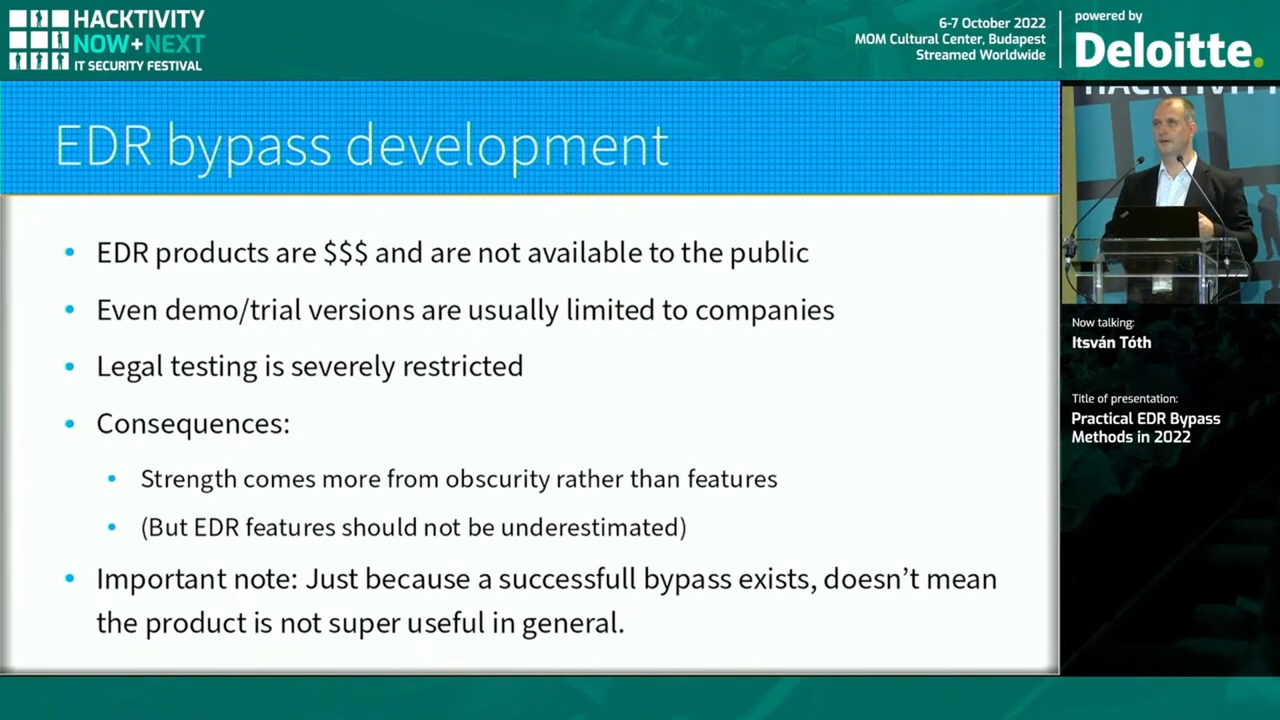 HACKTIVITY
NOW+NEXT
IT SECURITY FESTIVAL
6-7 October 2022
MOM Cultural Center, Budapest
Streamed Worldwide
powered by
Deloitte.
EDR bypass development
• EDR products are $$$ and are not available to the public
• Even demo/trial versions are usually limited to companies
• Legal testing is severely restricted
• Consequences:
• Strength comes more from obscurity rather than features
• (But EDR features should not be underestimated)
• Important note: Just because a successfull bypass exists, doesn’t mean
the product is not super useful in general.
HACKTIVITY
Now talking:
Itsván Tóth
Title of presentation:
Practical EDR Bypass
Methods in 2022